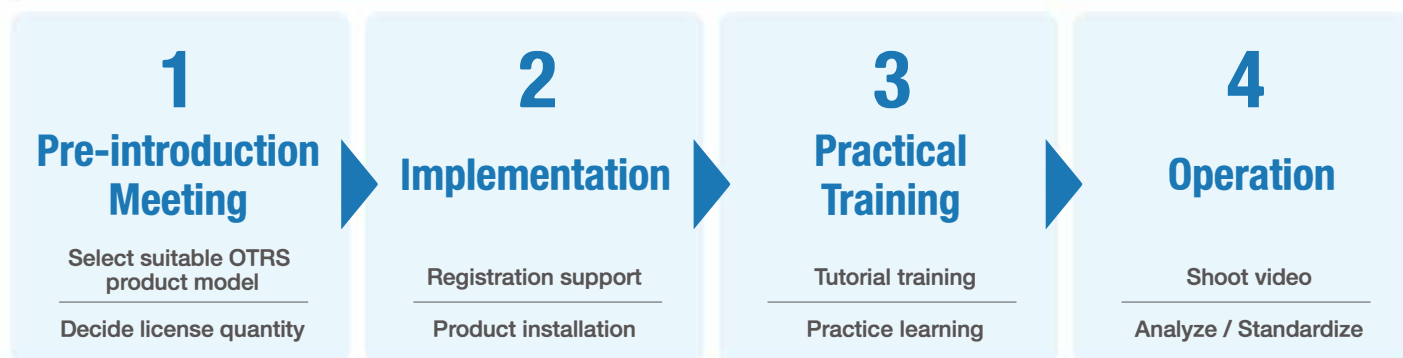 1
Pre-introduction
Meeting
Select suitable OTRS
product model
Decide license quantity
2
Implementation
Registration support
Product installation
3
Practical
Training
Tutorial training
Practice learning
4
Operation
Shoot video
Analyze / Standardize